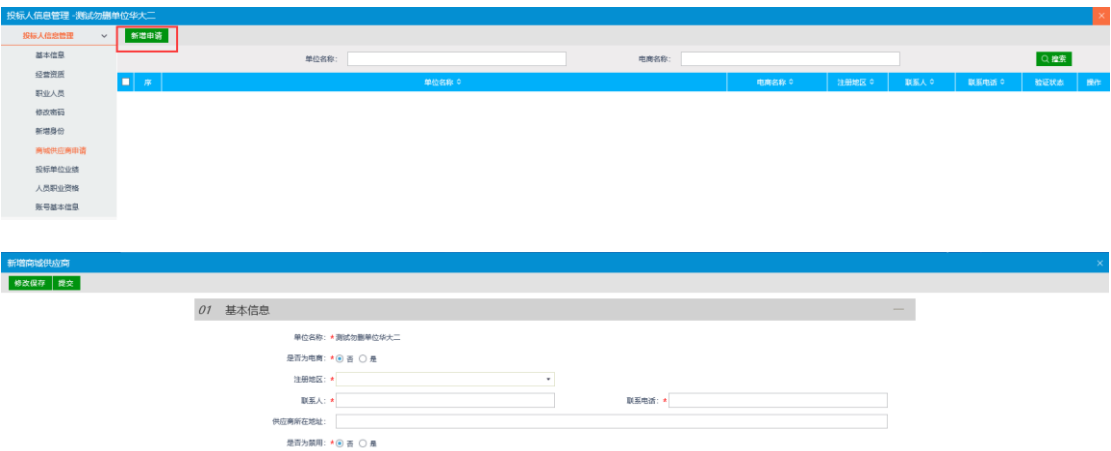 投标人信息管理 -测试勿删单位华大二
投标人信息管理
新增申请
基本信息
单位名称：
电商名称：
搜索
经营资质
序
单位名称
电商名称
注册地区
联系人
联系电话
验证状态
操作
职业人员
修改密码
新增身份
商城供应商申请
投标单位业绩
人员职业资格
账号基本信息
新增商城供应商
修改保存 提交
01 基本信息
单位名称：*测试勿删单位华大二
是否为电商：* 否 是
注册地区：*
联系人：*
联系电话：*
供应商所在地址：
是否为禁用：* 否 是